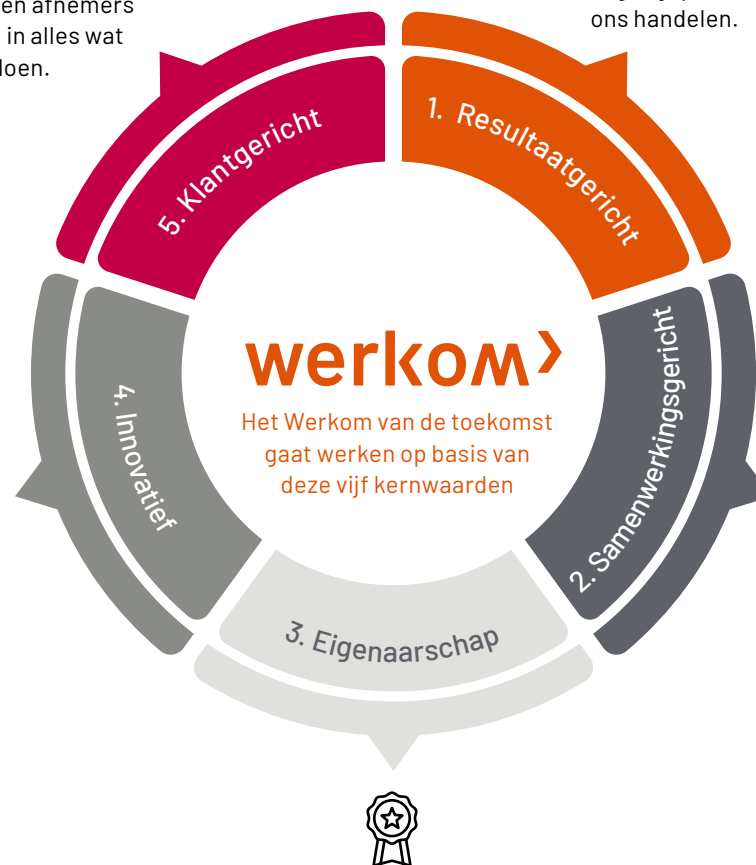 en afnemers
in alles wat
doen.
ons handelen.
5. Klantgericht
1. Resultaatgericht
2. Samenwerkingsgericht
4. Innovatief
3. Eigenaarschap
werkom
Het Werkom van de toekomst
gaat werken op basis van
deze vijf kernwaarden